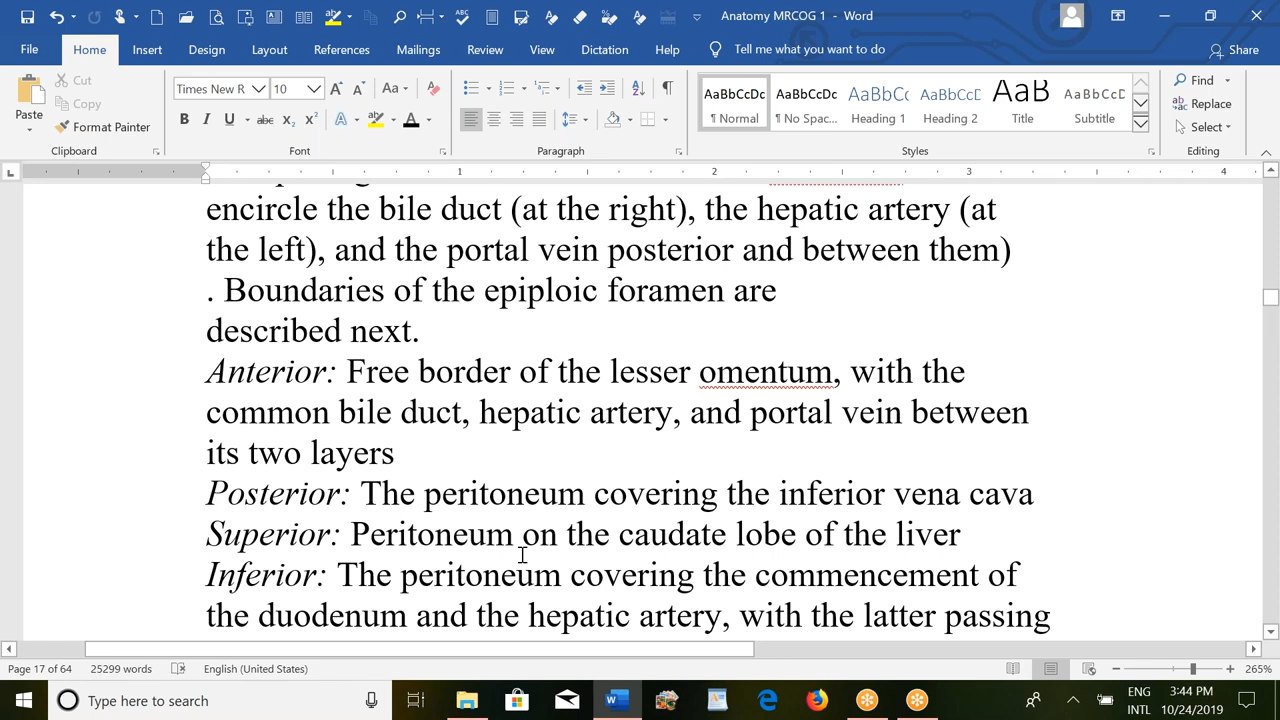 Anatomy MRCOG 1 - Word
File Home Insert Design Layout References Mailings Review View Dictation Help Tell me what you want to do Share
Paste
Cut
Copy
Format Painter
Clipboard
Times New R 10
Font
Paragraph
AaBbCcDc AaBbCcDc AaBbCc AaBbCcD AaB AaBbCcD
¶ Normal ¶ No Spac... Heading 1 Heading 2 Title Subtitle
Styles
Find
Replace
Select
Editing
1 2 3 4
encircle the bile duct (at the right), the hepatic artery (at
the left), and the portal vein posterior and between them)
. Boundaries of the epiploic foramen are
described next.
Anterior: Free border of the lesser omentum, with the
common bile duct, hepatic artery, and portal vein between
its two layers
Posterior: The peritoneum covering the inferior vena cava
Superior: Peritoneum on the caudate lobe of the liver
Inferior: The peritoneum covering the commencement of
the duodenum and the hepatic artery, with the latter passing
Page 17 of 64 25299 words English (United States) 265%
Type here to search
ENG
INTL
3:44 PM
10/24/2019